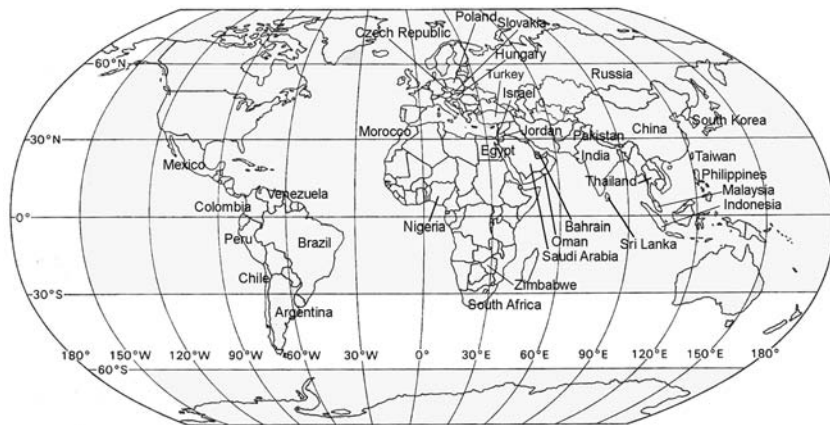 Poland
Slovakia
Czech Republic
Hungary
60°N
Turkey
Russia
Israel
South Korea
Morocco
Jordan
China
30°N
Pakistan
Egypt
India
Taiwan
Mexico
Philippines
Thailand
Malaysia
Venezuela
Colombia
Indonesia
0°
Nigeria
Bahrain
Peru
Brazil
Oman
Sri Lanka
Saudi Arabia
Chile
Zimbabwe
30°S
South Africa
Argentina
180° 150°W 120°W 90°W 60°W 30°W 0° 30°E 60°E 90°E 120°E 150°E 180°
60°S